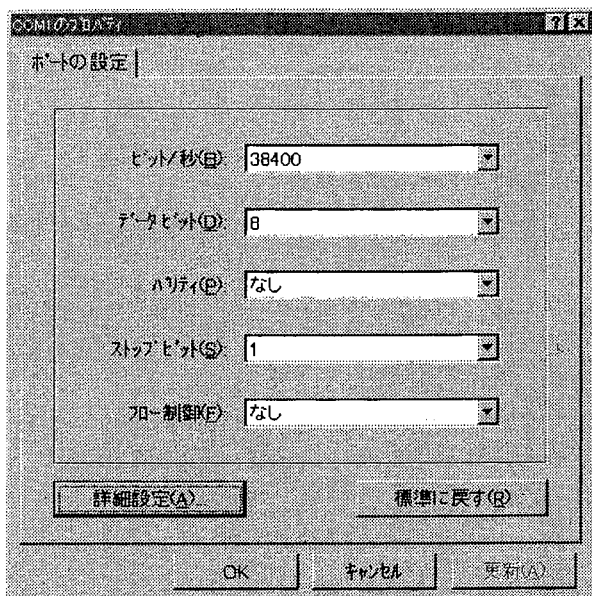 COM1のプロパティ
ポートの設定
ビット/秒(B): 38400
データ ビット(D): 8
パリティ(P): なし
ストップ ビット(S): 1
フロー制御(F): なし
詳細設定(A)...
標準に戻す(R)
OK
キャンセル
更新(A)